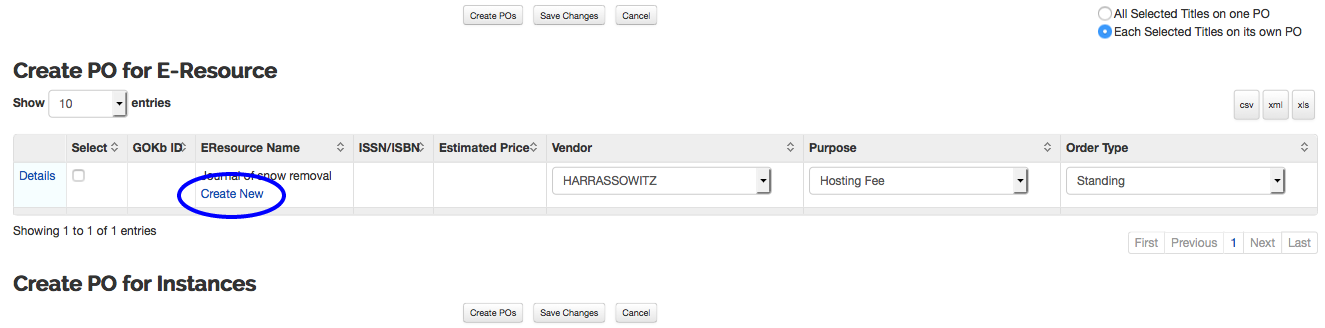 Create POs Save Changes Cancel
All Selected Titles on one PO
Each Selected Titles on its own PO
Create PO for E-Resource
Show 10 entries
csv xml xls
Select GOKb ID EResource Name ISSN/ISBN Estimated Price Vendor Purpose Order Type
Details Journal of snow removal HARRASSOWITZ Hosting Fee Standing
Create New
Showing 1 to 1 of 1 entries
First Previous 1 Next Last
Create PO for Instances
Create POs Save Changes Cancel